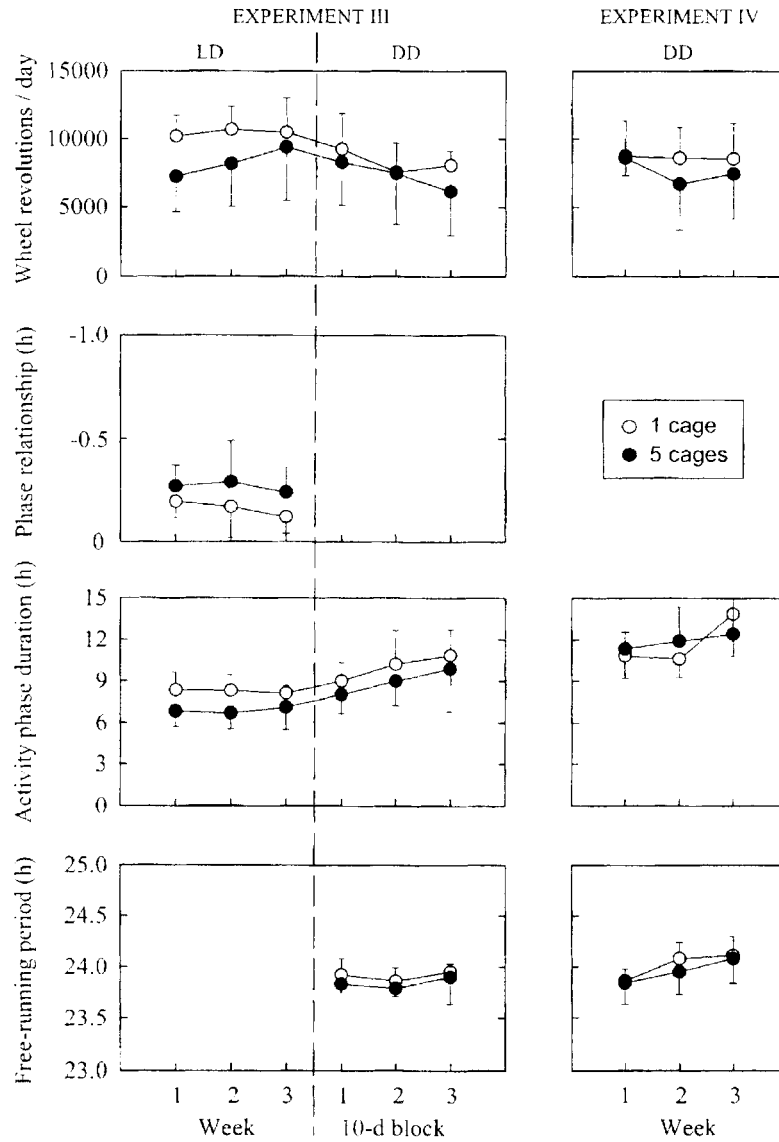 EXPERIMENT III EXPERIMENT IV
LD DD DD
Wheel revolutions / day
15000
10000
5000
0
Phase relationship (h)
-1.0
-0.5
0
1 cage
5 cages
Activity phase duration (h)
15
12
9
6
3
0
Free-running period (h)
25.0
24.5
24.0
23.5
23.0
1 2 3 1 2 3 1 2 3
Week 10-d block Week